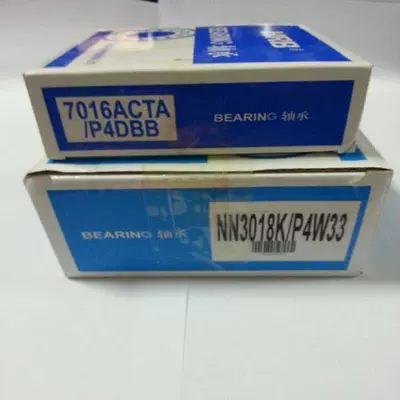 7016ACTA
/P4DBB
BEARING 轴承
BEARING 轴承
NN3018K/P4W33